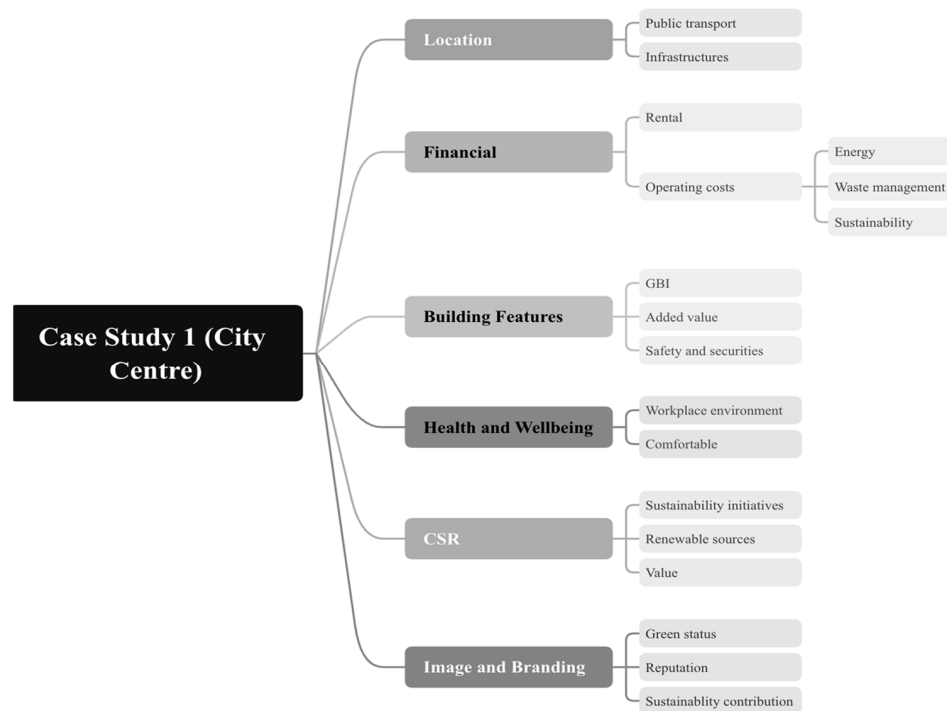 Case Study 1 (City
Centre)
Location
Public transport
Infrastructures
Financial
Rental
Operating costs
Energy
Waste management
Sustainability
Building Features
GBI
Added value
Safety and securities
Health and Wellbeing
Workplace environment
Comfortable
CSR
Sustainability initiatives
Renewable sources
Value
Image and Branding
Green status
Reputation
Sustainablity contribution